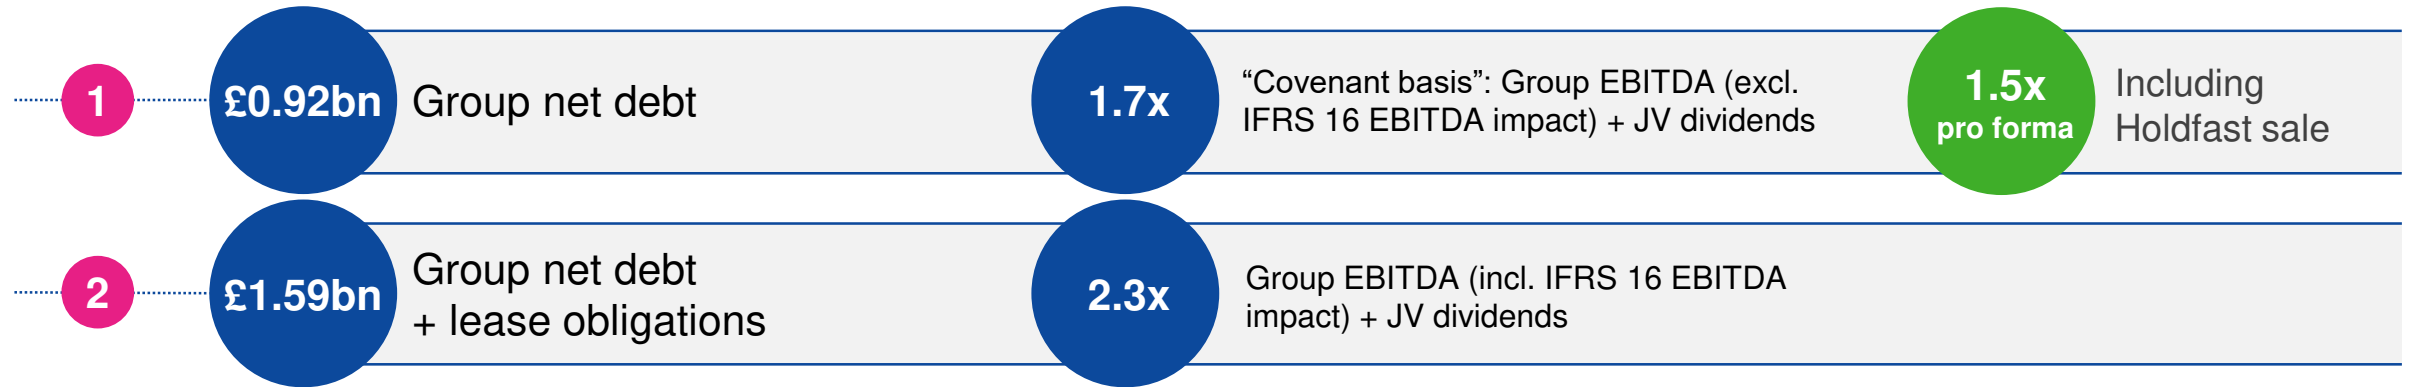 1
£0.92bn
Group net debt
1.7x
“Covenant basis”: Group EBITDA (excl.
IFRS 16 EBITDA impact) + JV dividends
1.5x
pro forma
Including
Holdfast sale
2
£1.59bn
Group net debt
+ lease obligations
2.3x
Group EBITDA (incl. IFRS 16 EBITDA
impact) + JV dividends